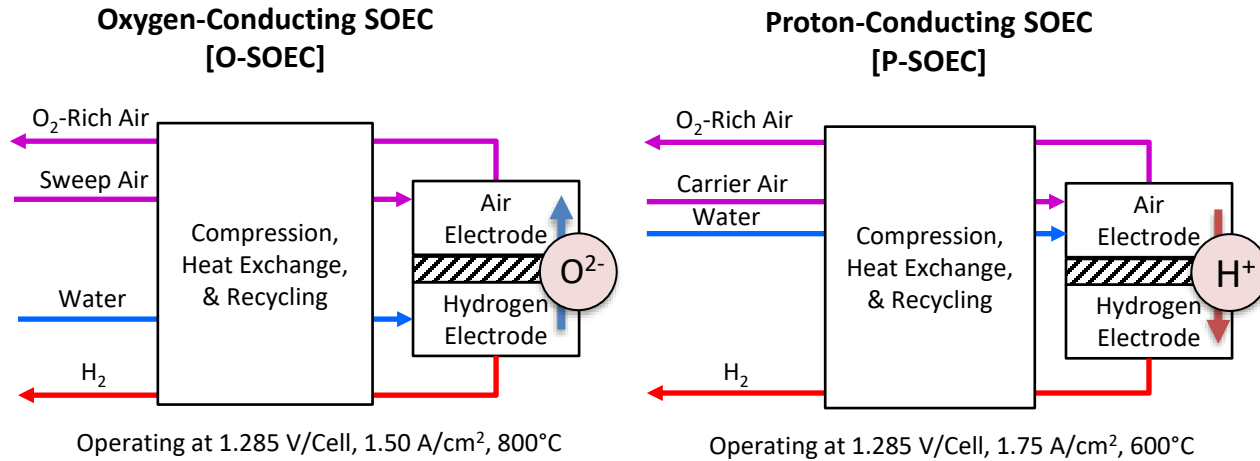 Oxygen-Conducting SOEC
[O-SOEC]
O₂-Rich Air
Sweep Air
Water
H₂
Compression,
Heat Exchange,
& Recycling
Air
Electrode
O²⁻
Hydrogen
Electrode
Operating at 1.285 V/Cell, 1.50 A/cm², 800°C
Proton-Conducting SOEC
[P-SOEC]
O₂-Rich Air
Carrier Air
Water
H₂
Compression,
Heat Exchange,
& Recycling
Air
Electrode
H⁺
Hydrogen
Electrode
Operating at 1.285 V/Cell, 1.75 A/cm², 600°C